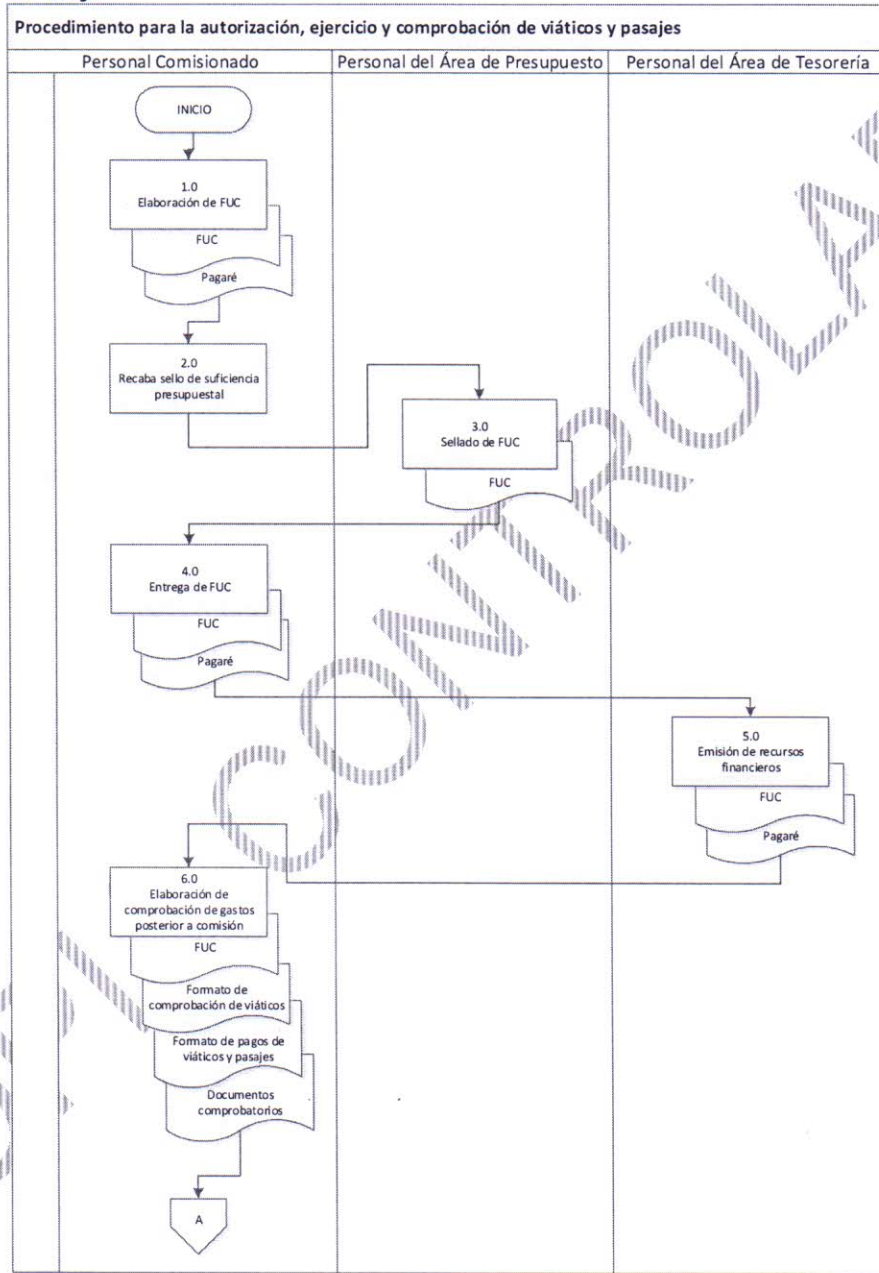 Procedimiento para la autorización, ejercicio y comprobación de viáticos y pasajes
Personal Comisionado
Personal del Área de Presupuesto
Personal del Área de Tesorería
INICIO
1.0
Elaboración de FUC
FUC
Pagaré
2.0
Recaba sello de suficiencia
presupuestal
3.0
Sellado de FUC
FUC
4.0
Entrega de FUC
FUC
Pagaré
5.0
Emisión de recursos
financieros
FUC
Pagaré
6.0
Elaboración de
comprobación de gastos
posterior a comisión
FUC
Formato de
comprobación de viáticos
Formato de pagos de
viáticos y pasajes
Documentos
comprobatorios
A
CONTROLA